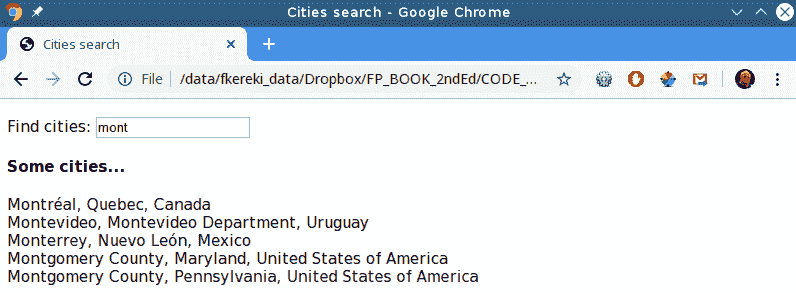 Cities search - Google Chrome
Cities search
File /data/fkereki_data/Dropbox/FP_BOOK_2ndEd/CODE_...
Find cities: mont
Some cities...
Montréal, Quebec, Canada
Montevideo, Montevideo Department, Uruguay
Monterrey, Nuevo León, Mexico
Montgomery County, Maryland, United States of America
Montgomery County, Pennsylvania, United States of America